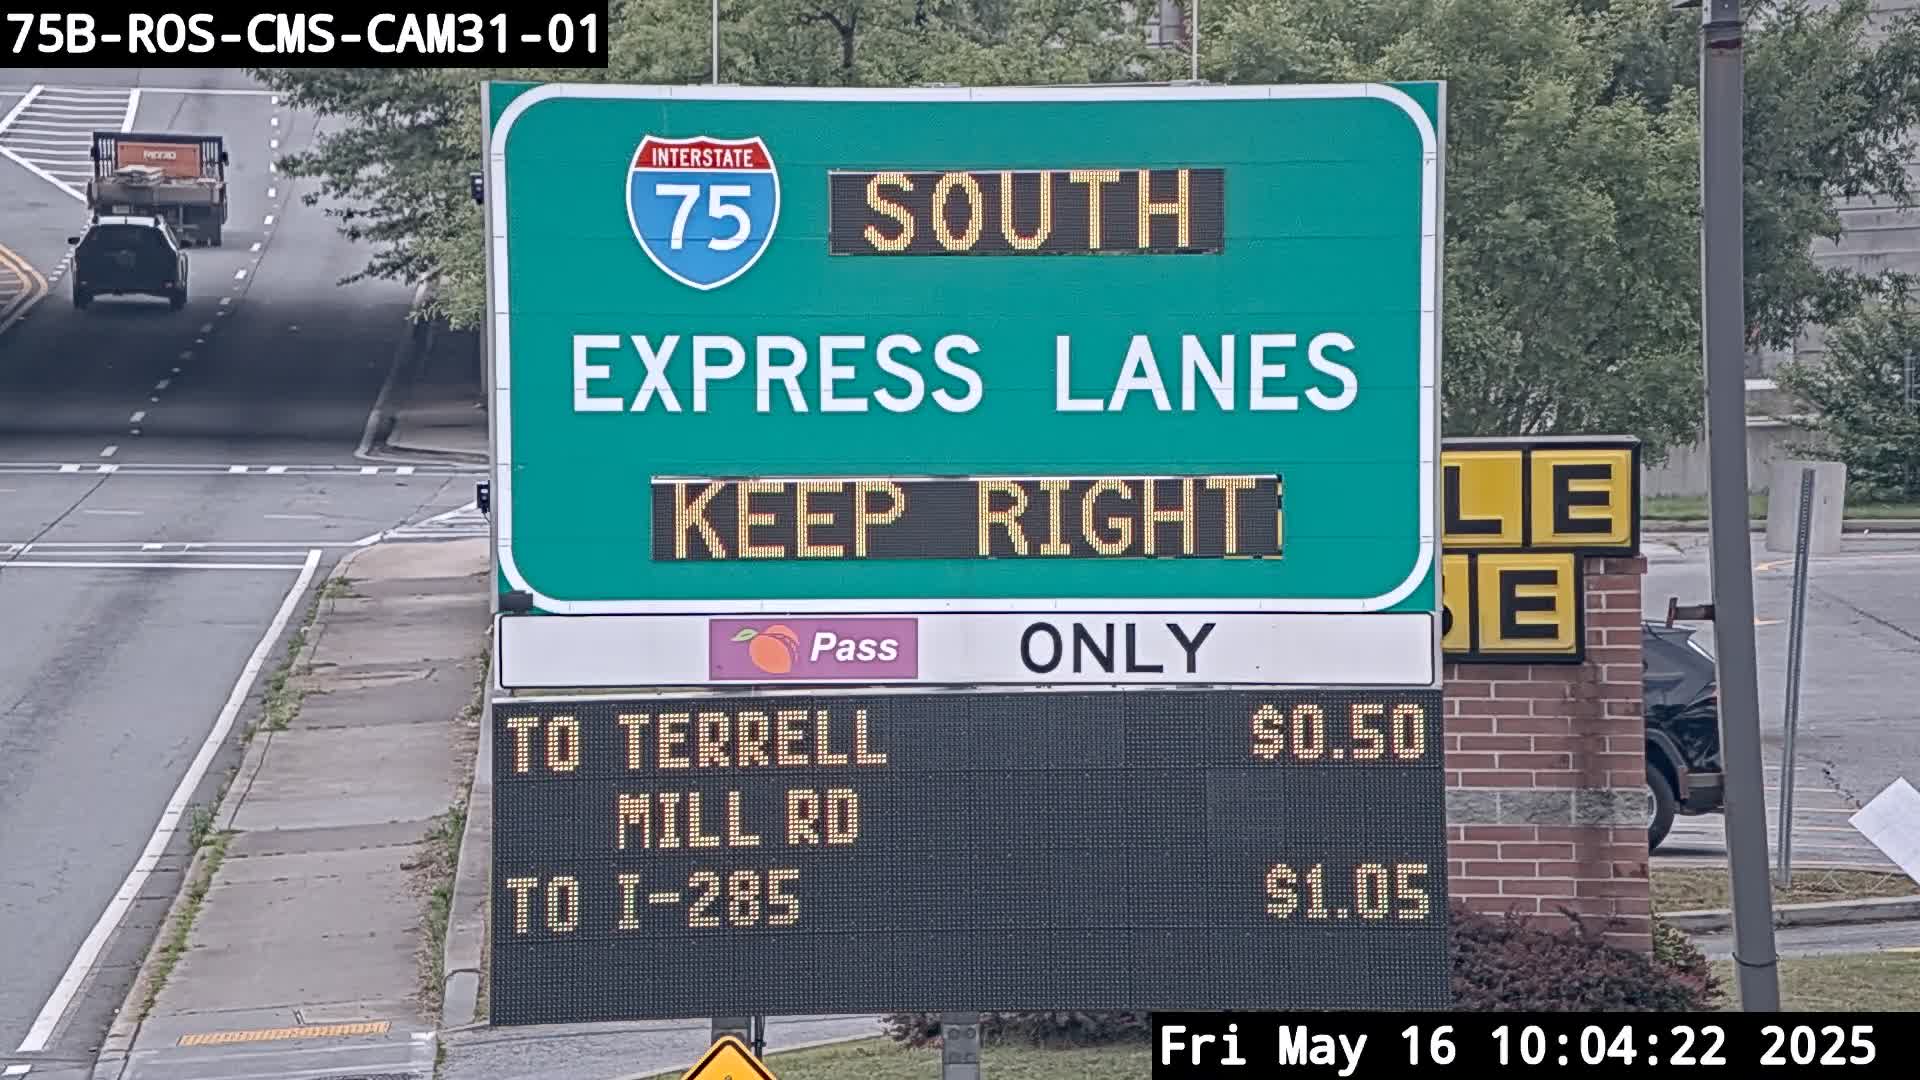 75B-ROS-CMS-CAM31-01
INTERSTATE
75
SOUTH
EXPRESS LANES
KEEP RIGHT
Pass ONLY
TO TERRELL $0.50
MILL RD
TO I-285 $1.05
LE
E
Fri May 16 10:04:22 2025